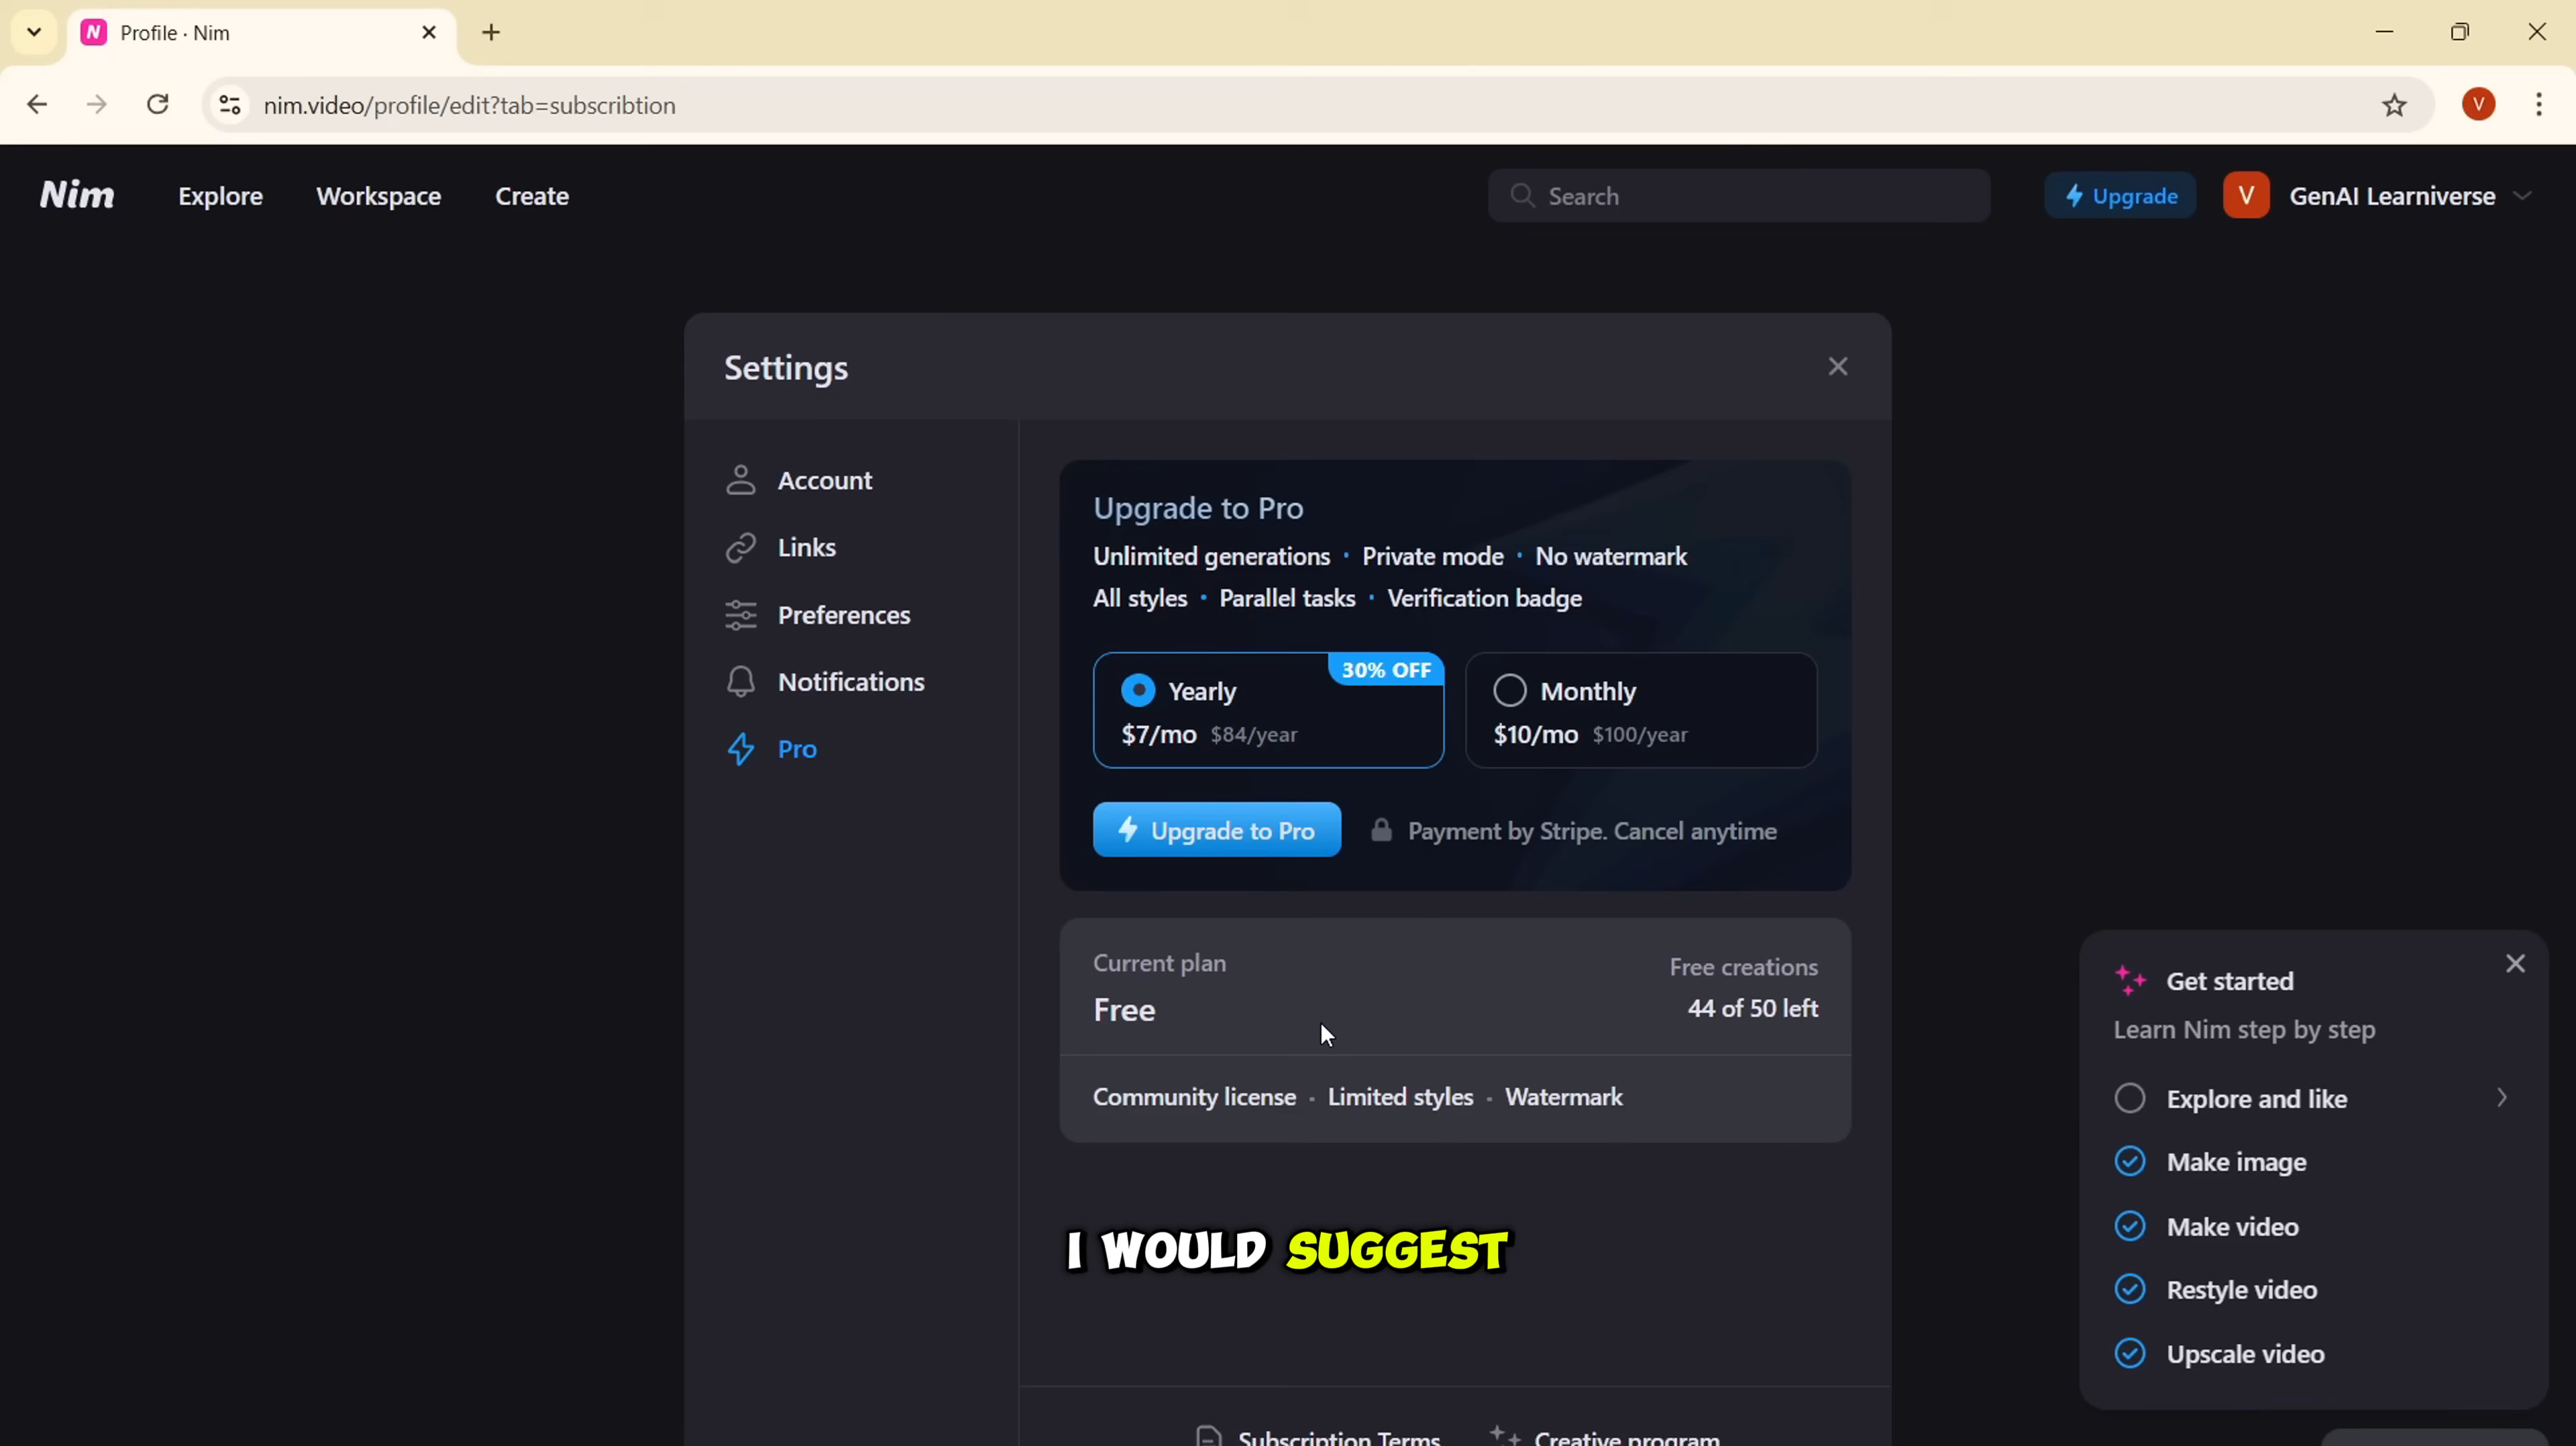 Profile · Nim
nim.video/profile/edit?tab=subscribtion
Nim
Explore
Workspace
Create
Search
Upgrade
V
GenAI Learniverse
Settings
Account
Links
Preferences
Notifications
Pro
Upgrade to Pro
Unlimited generations · Private mode · No watermark
All styles · Parallel tasks · Verification badge
30% OFF
Yearly
$7/mo $84/year
Monthly
$10/mo $100/year
Upgrade to Pro
Payment by Stripe. Cancel anytime
Current plan
Free
Free creations
44 of 50 left
Community license · Limited styles · Watermark
I WOULD SUGGEST
Get started
Learn Nim step by step
Explore and like
Make image
Make video
Restyle video
Upscale video
Subscription Terms
Creative program